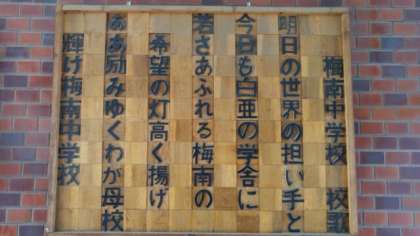 梅南中学校 校歌
明日の世界の担い手と
今日も白亜の学舎に
若さあふれる梅南の
希望の灯高く揚げ
ああ励みゆくわが母校
輝け梅南中学校